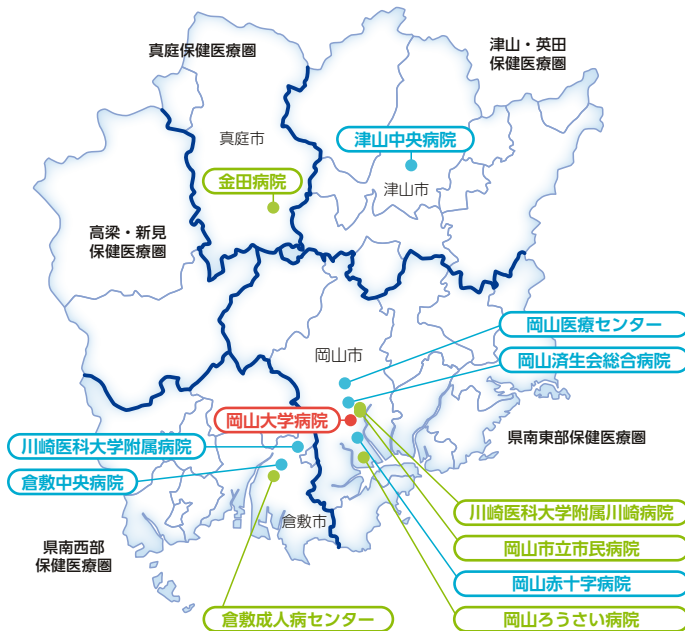 真庭保健医療圏
津山・英田
保健医療圏
真庭市
津山中央病院
金田病院
津山市
高梁・新見
保健医療圏
岡山医療センター
岡山市
岡山済生会総合病院
岡山大学病院
川崎医科大学附属病院
県南東部保健医療圏
倉敷中央病院
川崎医科大学附属川崎病院
倉敷市
岡山市立市民病院
県南西部
保健医療圏
岡山赤十字病院
倉敷成人病センター
岡山ろうさい病院